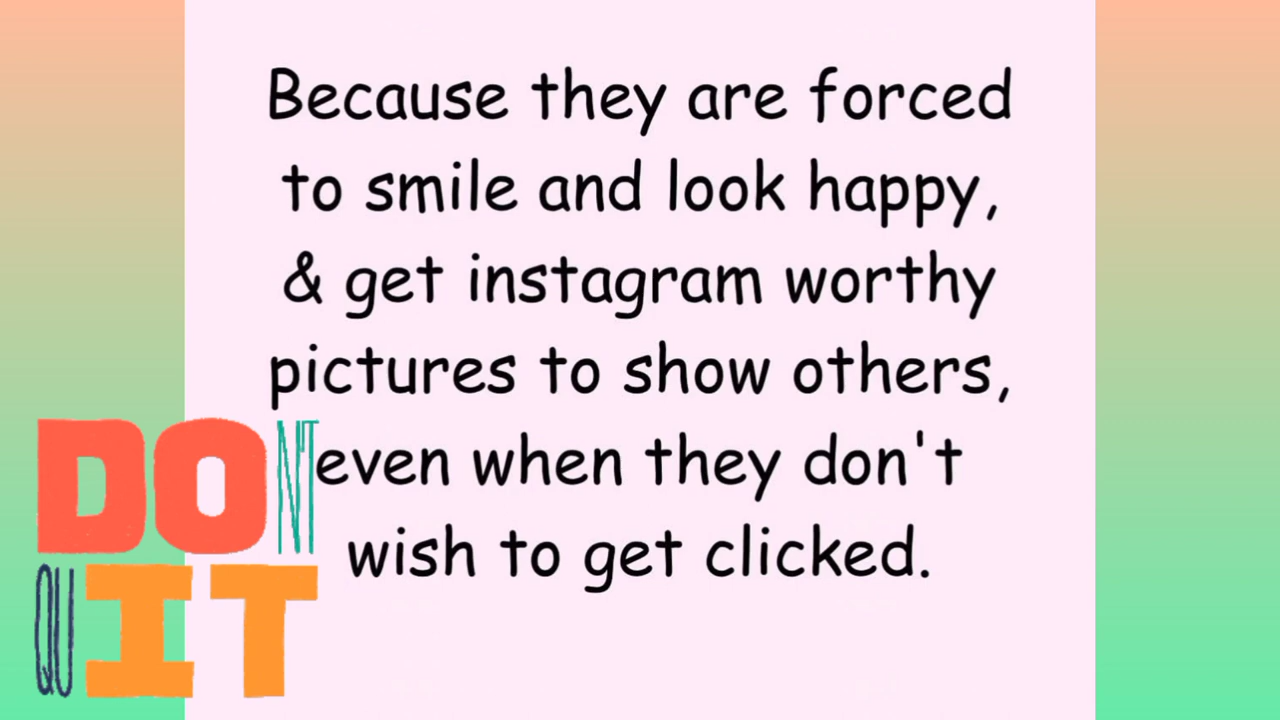 Because they are forced
to smile and look happy,
& get instagram worthy
pictures to show others,
even when they don't
wish to get clicked.
DON'T
QUIT